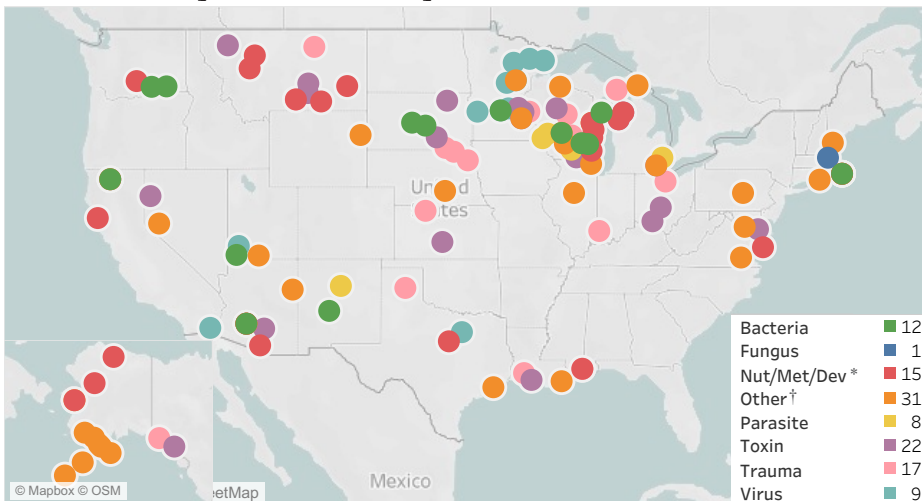 United
States
Mexico
© Mapbox © OSM
eetMap
Bacteria 12
Fungus 1
Nut/Met/Dev * 15
Other† 31
Parasite 8
Toxin 22
Trauma 17
Virus 9